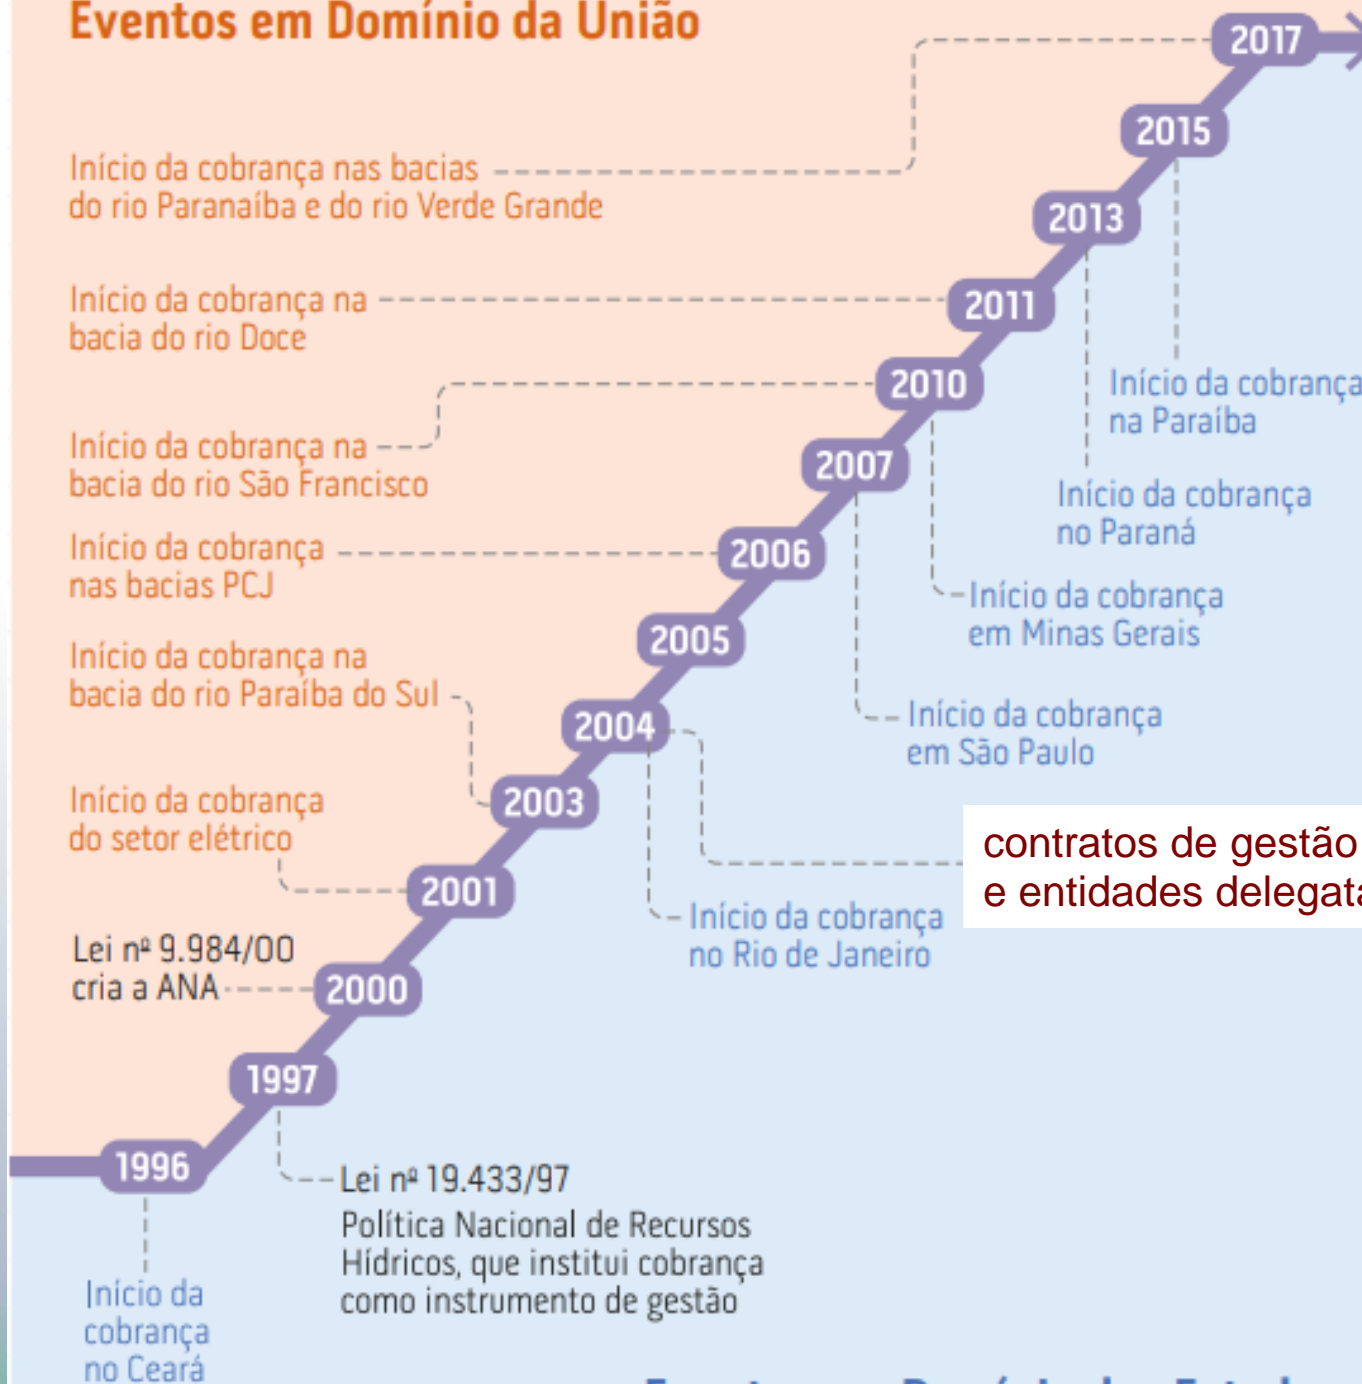 Eventos em Domínio da União
2017
2015
Início da cobrança nas bacias
do rio Paranaíba e do rio Verde Grande
2013
Início da cobrança na
bacia do rio Doce
2011
2010
Início da cobrança
na Paraíba
Início da cobrança na
bacia do rio São Francisco
2007
Início da cobrança
no Paraná
Início da cobrança
nas bacias PCJ
2006
Início da cobrança
em Minas Gerais
2005
Início da cobrança na
bacia do rio Paraíba do Sul
2004
Início da cobrança
em São Paulo
2003
Início da cobrança
do setor elétrico
contratos de gestão
e entidades
2001
Início da cobrança
no Rio de Janeiro
Lei nº 9.984/00
cria a ANA
2000
1997
1996
Lei nº 19.433/97
Política Nacional de Recursos
Hídricos, que institui cobrança
como instrumento de gestão
Início da
cobrança
no Ceará